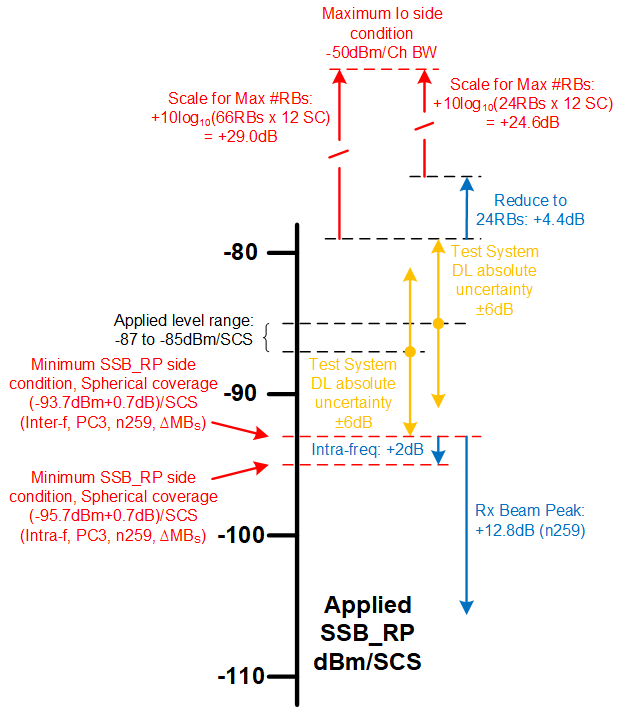 Maximum Io side
condition
-50dBm/Ch BW
Scale for Max #RBs:
+10log₁₀(66RBs x 12 SC)
= +29.0dB
Scale for Max #RBs:
+10log₁₀(24RBs x 12 SC)
= +24.6dB
Reduce to
24RBs: +4.4dB
-80
Test System
DL absolute
uncertainty
±6dB
Applied level range:
-87 to -85dBm/SCS
Minimum SSB_RP side
condition, Spherical coverage
(-93.7dBm+0.7dB)/SCS
(Inter-f, PC3, n259, ΔMBₛ)
-90
Test System
DL absolute
uncertainty
±6dB
Intra-freq: +2dB
Minimum SSB_RP side
condition, Spherical coverage
(-95.7dBm+0.7dB)/SCS
(Intra-f, PC3, n259, ΔMBₛ)
-100
Rx Beam Peak:
+12.8dB (n259)
Applied
SSB_RP
dBm/SCS
-110